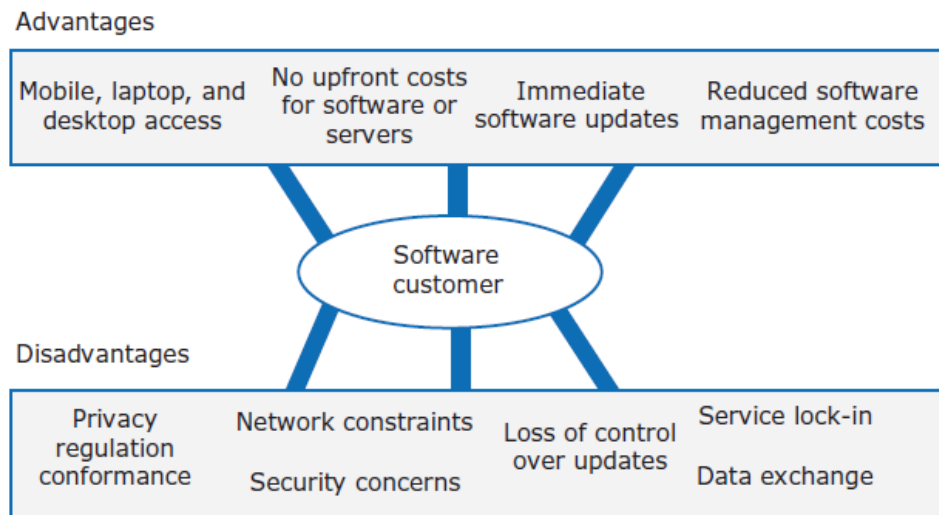 Advantages
Mobile, laptop, and
desktop access
No upfront costs
for software or
servers
Immediate
software updates
Reduced software
management costs
Software
customer
Disadvantages
Privacy
regulation
conformance
Network constraints
Security concerns
Loss of control
over updates
Service lock-in
Data exchange